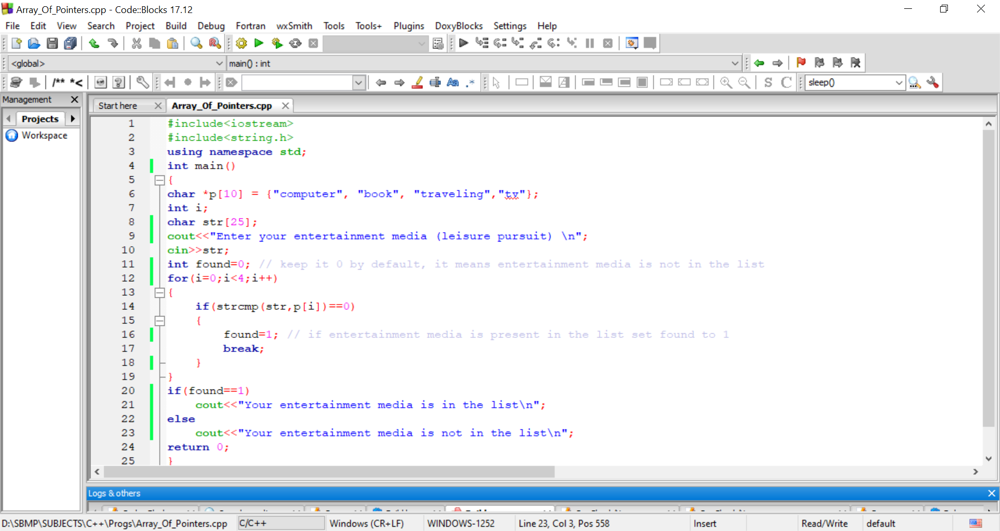 Array_Of_Pointers.cpp - Code::Blocks 17.12
File Edit View Search Project Build Debug Fortran wxSmith Tools Tools+ Plugins DoxyBlocks Settings Help
<global> main() : int
/** *< Aa .* S C sleep()
Management
Start here Array_Of_Pointers.cpp
Projects
Workspace
1 #include<iostream>
2 #include<string.h>
3 using namespace std;
4 int main()
5 {
6 char *p[10] = {"computer", "book", "traveling","tv"};
7 int i;
8 char str[25];
9 cout<<"Enter your entertainment media (leisure pursuit) \n";
10 cin>>str;
11 int found=0; // keep it 0 by default, it means entertainment media is not in the list
12 for(i=0;i<4;i++)
13 {
14     if(strcmp(str,p[i])==0)
15     {
16         found=1; // if entertainment media is present in the list set found to 1
17         break;
18     }
19 }
20 if(found==1)
21     cout<<"Your entertainment media is in the list\n";
22 else
23     cout<<"Your entertainment media is not in the list\n";
24 return 0;
25 }
Logs & others
D:\SBMP\SUBJECTS\C++\Progs\Array_Of_Pointers.cpp C/C++ Windows (CR+LF) WINDOWS-1252 Line 23, Col 3, Pos 558 Insert Read/Write default